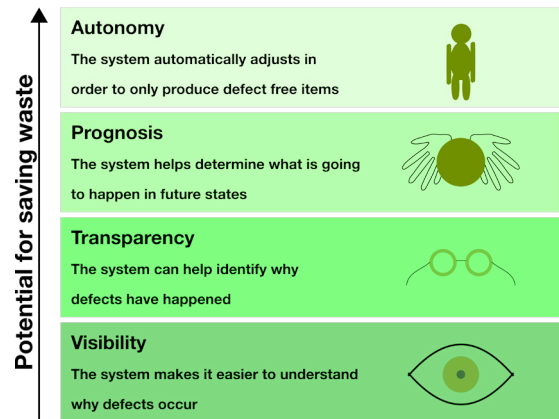 Potential for saving waste
Autonomy
The system automatically adjusts in
order to only produce defect free items
Prognosis
The system helps determine what is going
to happen in future states
Transparency
The system can help identify why
defects have happened
Visibility
The system makes it easier to understand
why defects occur